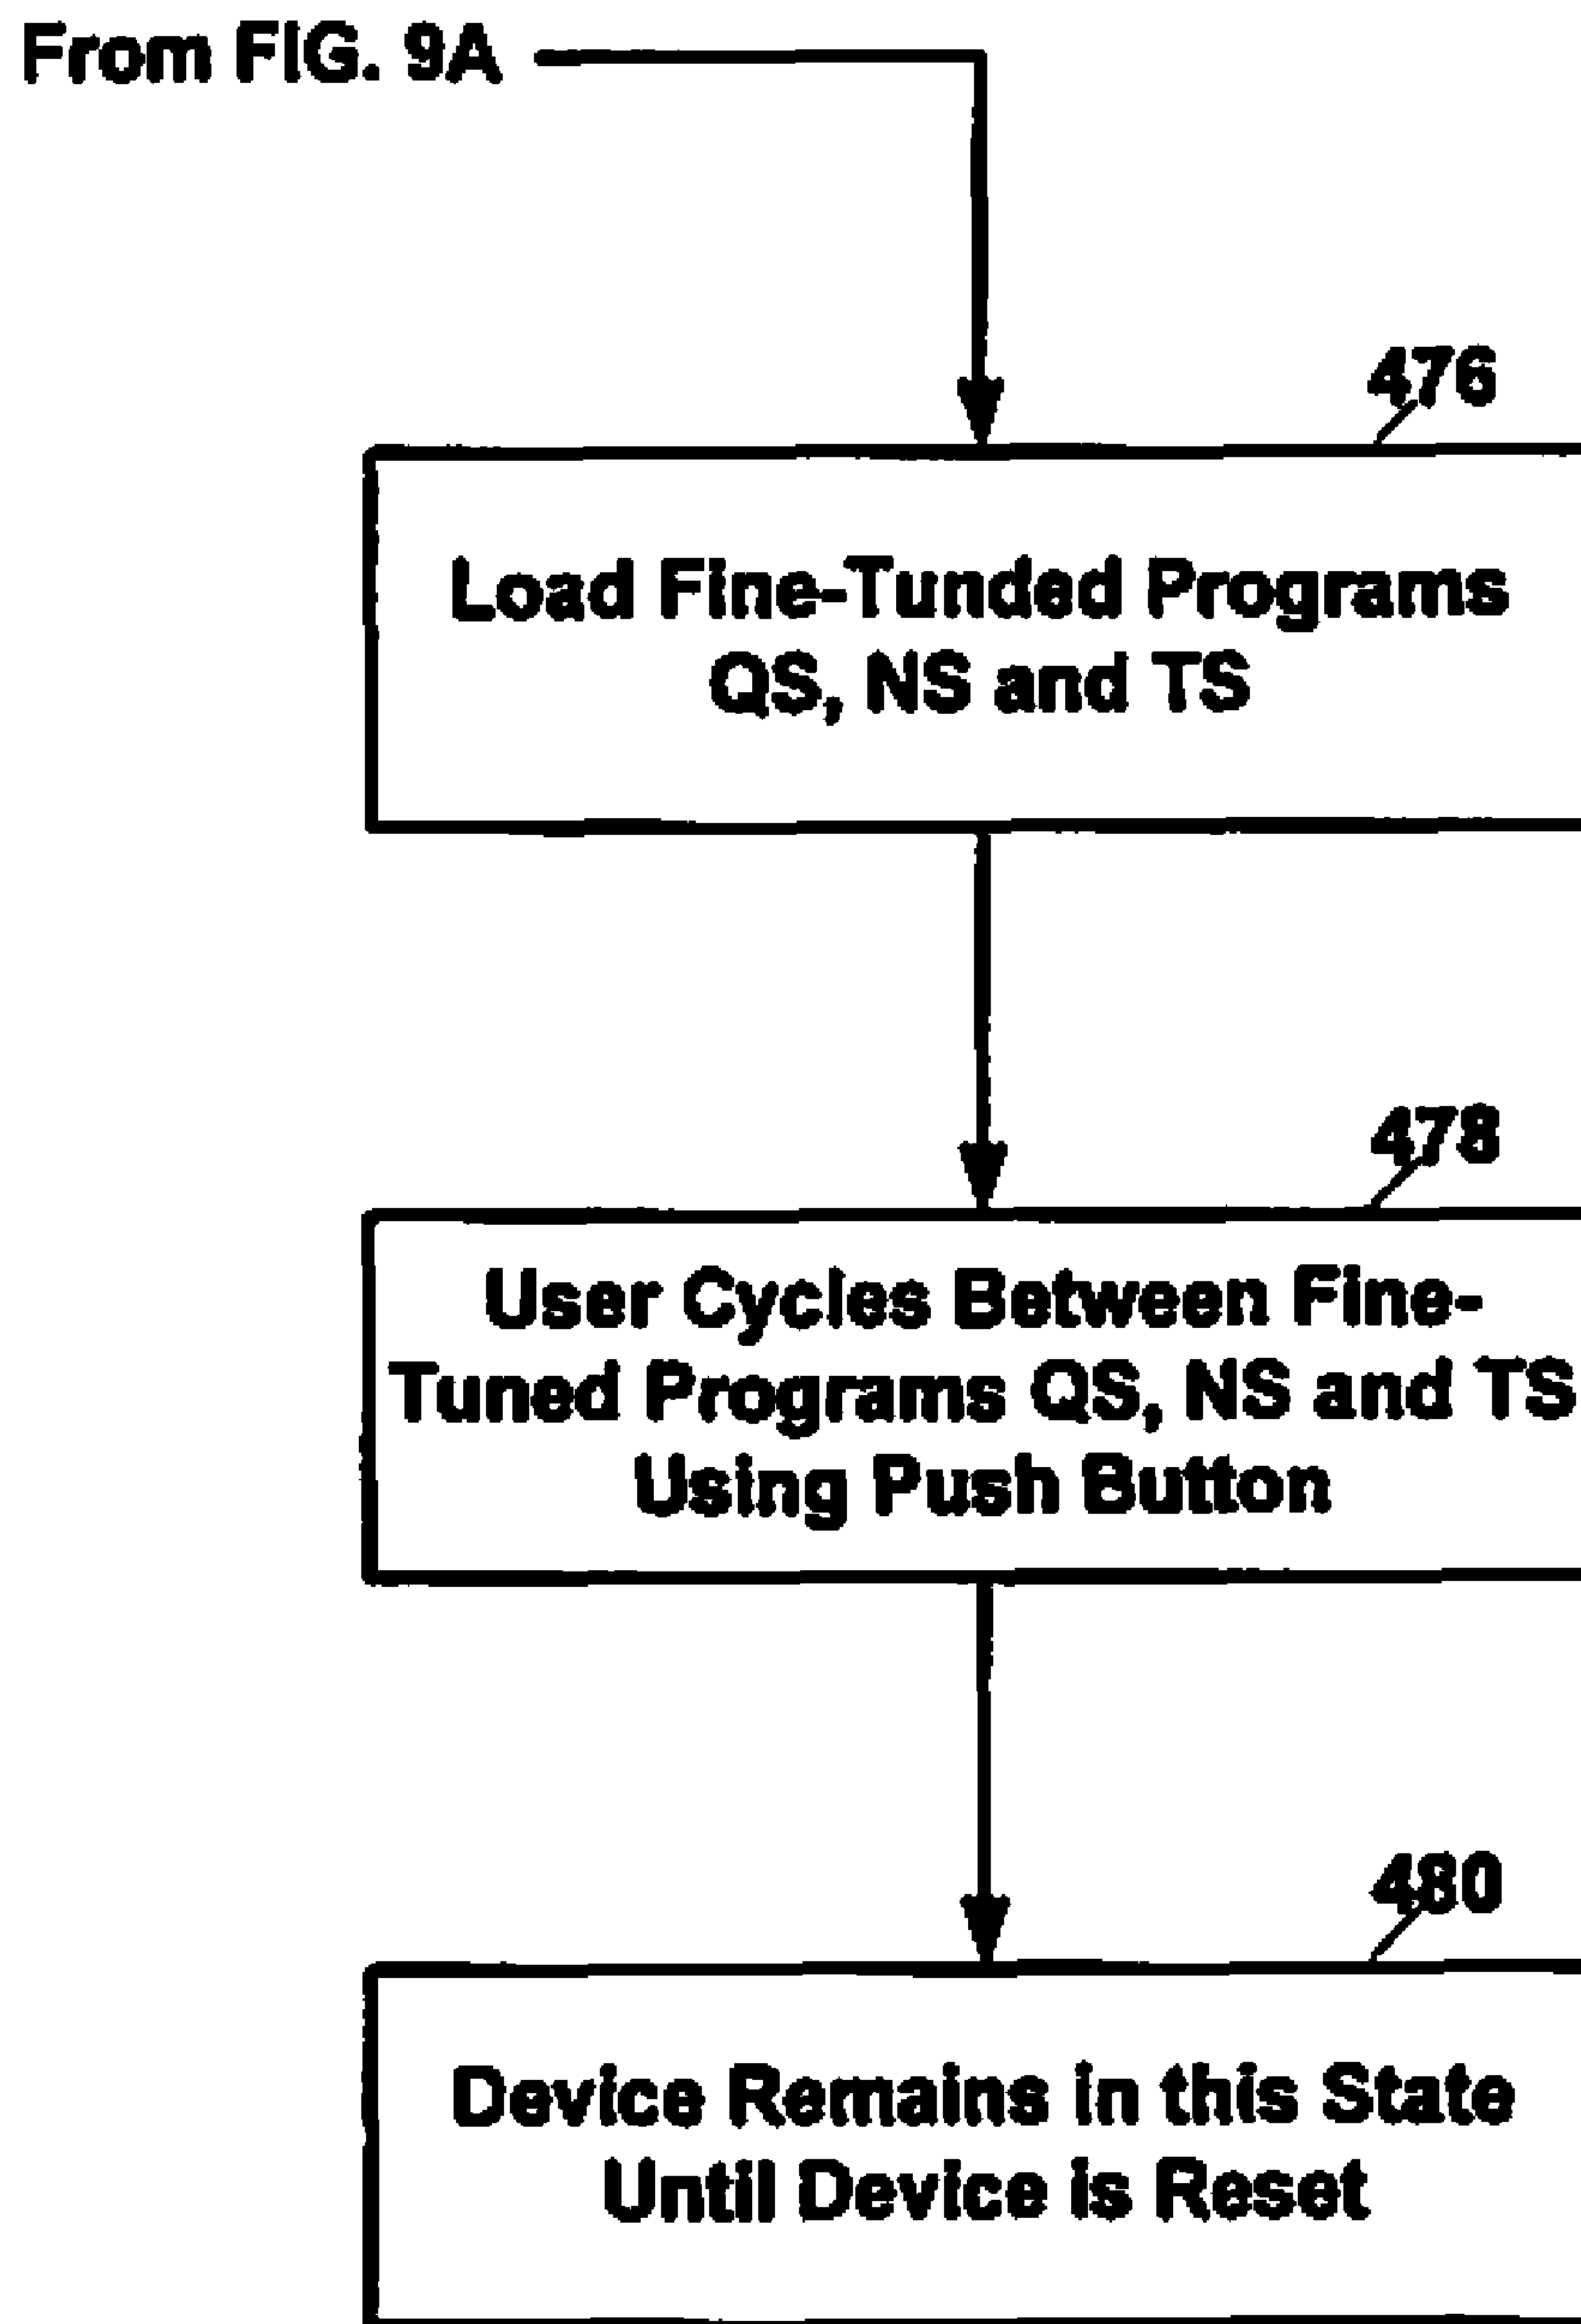 From FIG. 9A
476
Load Fine-Tunded Programs
QS, NS and TS
478
User Cycles Between Fine-
Tuned Programs QS, NS and TS
Using Push Button
480
Device Remains in this State
Until Device is Reset